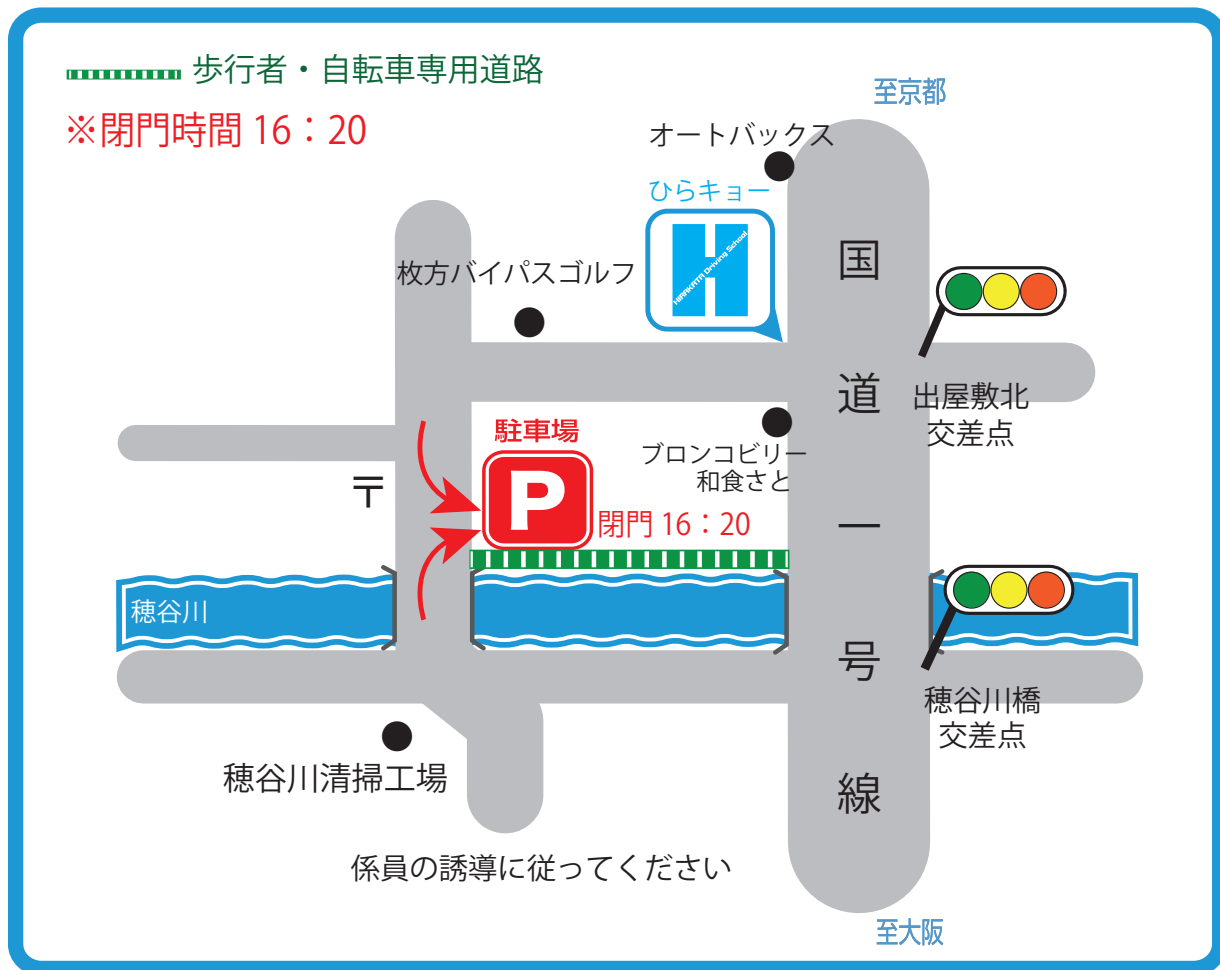 歩行者・自転車専用道路
※閉門時間 16：20
至京都
オートバックス
ひらキョー
HIRAKATA Driving School
枚方バイパスゴルフ
国道一号線
出屋敷北
交差点
駐車場
P
閉門 16：20
ブロンコビリー
和食さと
〒
穂谷川
穂谷川橋
交差点
穂谷川清掃工場
係員の誘導に従ってください
至大阪